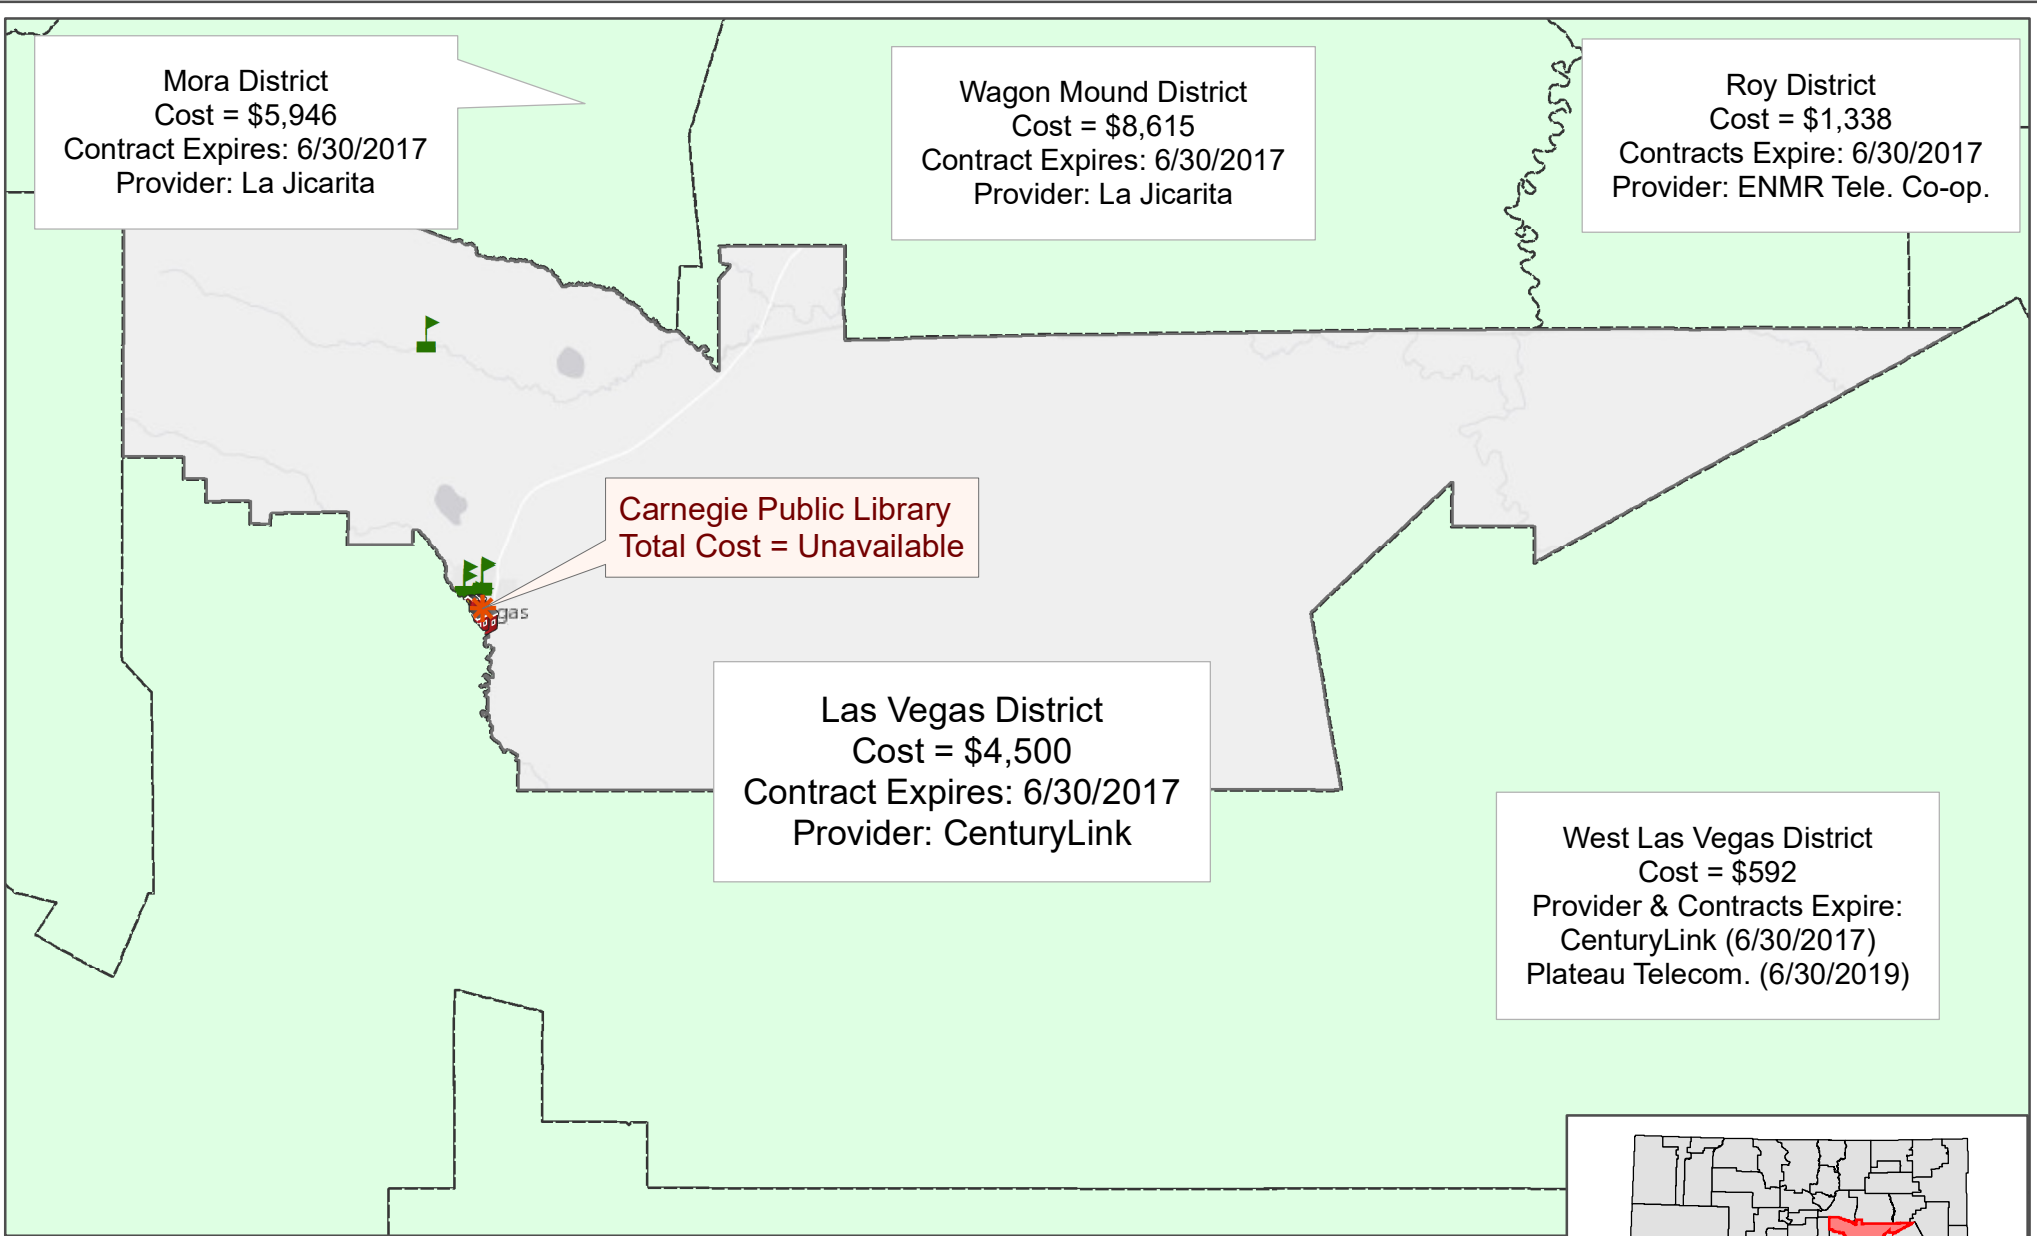 Mora District
Cost = $5,946
Contract Expires: 6/30/2017
Provider: La Jicarita
Wagon Mound District
Cost = $8,615
Contract Expires: 6/30/2017
Provider: La Jicarita
Roy District
Cost = $1,338
Contracts Expire: 6/30/2017
Provider: ENMR Tele. Co-op.
Carnegie Public Library
Total Cost = Unavailable
gas
Las Vegas District
Cost = $4,500
Contract Expires: 6/30/2017
Provider: CenturyLink
West Las Vegas District
Cost = $592
Provider & Contracts Expire:
CenturyLink (6/30/2017)
Plateau Telecom. (6/30/2019)